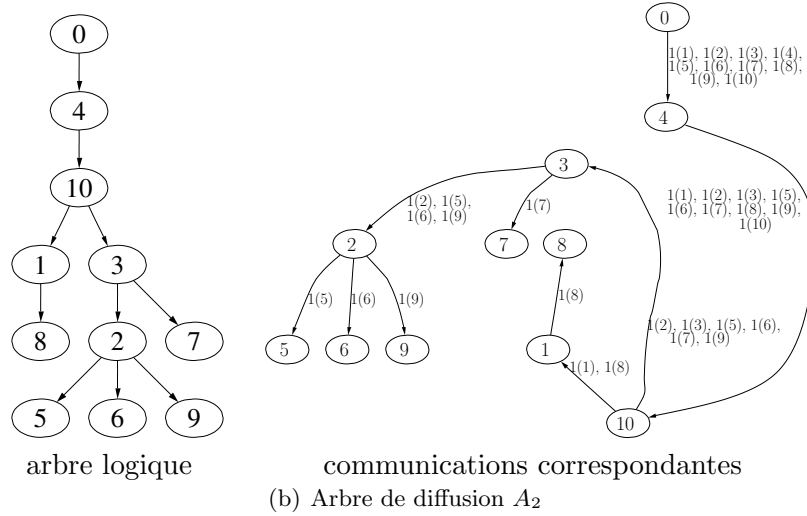 0
4
10
1 3
8 2 7
5 6 9
arbre logique
0
1(1), 1(2), 1(3), 1(4),
1(5), 1(6), 1(7), 1(8),
1(9), 1(10)
4
3
1(1), 1(2), 1(3), 1(5),
1(6), 1(7), 1(8), 1(9),
1(10)
1(2), 1(5),
1(6), 1(9)
1(7)
2 7 8
1(5) 1(6) 1(9)
1(8)
1(2), 1(3), 1(5), 1(6),
1(7), 1(9)
5 6 9 1
1(1), 1(8)
10
communications correspondantes
(b) Arbre de diffusion A2